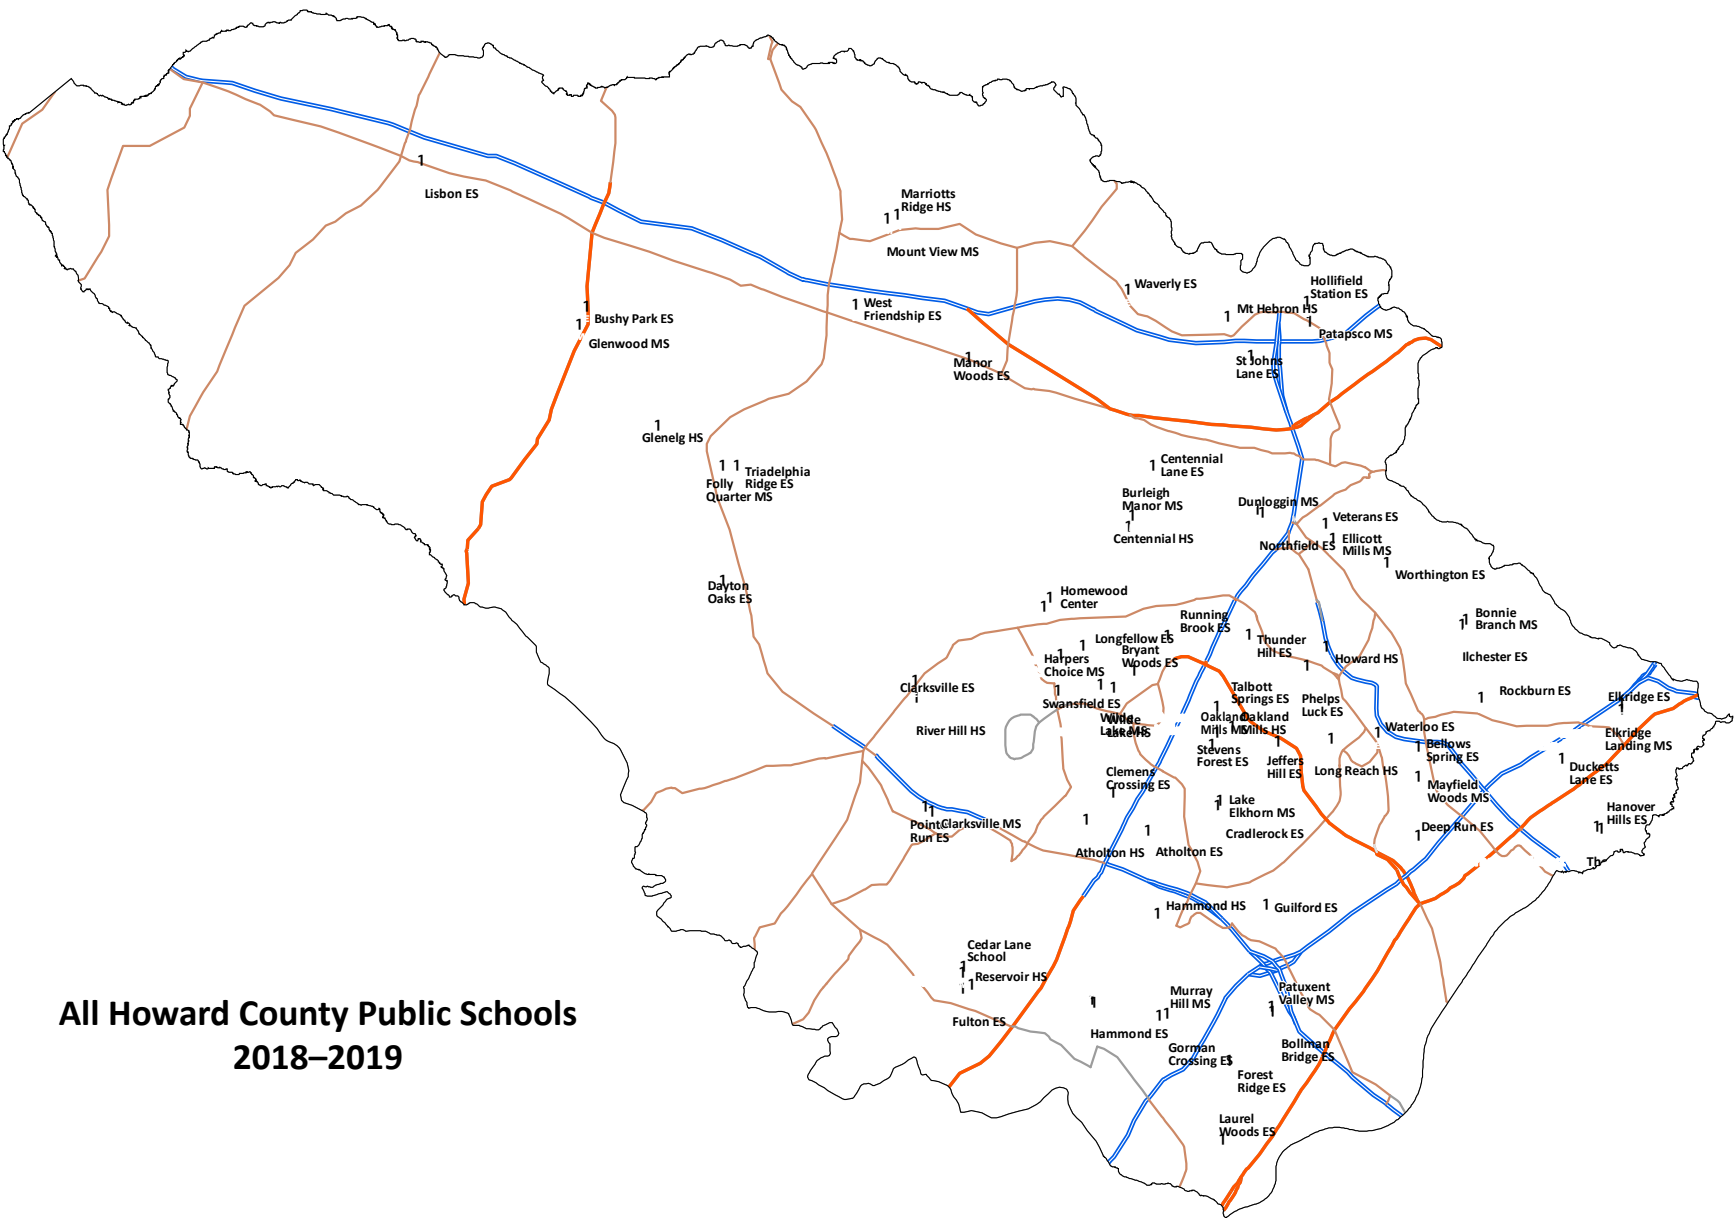 Lisbon ES
Marriotts
Ridge HS
Mount View MS
Waverly ES
Hollifield
Station ES
Mt Hebron HS
Patapsco MS
West
Friendship ES
Bushy Park ES
Glenwood MS
Manor
Woods ES
St Johns
Lane ES
Glenelg HS
Folly
Quarter MS
Triadelphia
Ridge ES
Centennial
Lane ES
Burleigh
Manor MS
Centennial HS
Dunloggin MS
Northfield ES
Veterans ES
Ellicott
Mills MS
Worthington ES
Dayton
Oaks ES
Homewood
Center
Running
Brook ES
Bonnie
Branch MS
Ilchester ES
Longfellow ES
Bryant
Woods ES
Harpers
Choice MS
Thunder
Hill ES
Howard HS
Clarksville ES
River Hill HS
Swansfield ES
Wilde
Lake MS
Wilde
Lake HS
Talbott
Springs ES
Oakland
Mills MS
Oakland
Mills HS
Stevens
Forest ES
Phelps
Luck ES
Rockburn ES
Elkridge ES
Elkridge
Landing MS
Waterloo ES
Bellows
Spring ES
Ducketts
Lane ES
Jeffers
Hill ES
Long Reach HS
Clemens
Crossing ES
Mayfield
Woods MS
Lake
Elkhorn MS
Cradlerock ES
Deep Run ES
Hanover
Hills ES
Th
Pointe
Run ES
Clarksville MS
Atholton HS
Atholton ES
Hammond HS
Guilford ES
Cedar Lane
School
Reservoir HS
Fulton ES
Murray
Hill MS
Hammond ES
Gorman
Crossing ES
Patuxent
Valley MS
Bollman
Bridge ES
Forest
Ridge ES
Laurel
Woods ES
All Howard County Public Schools
2018–2019